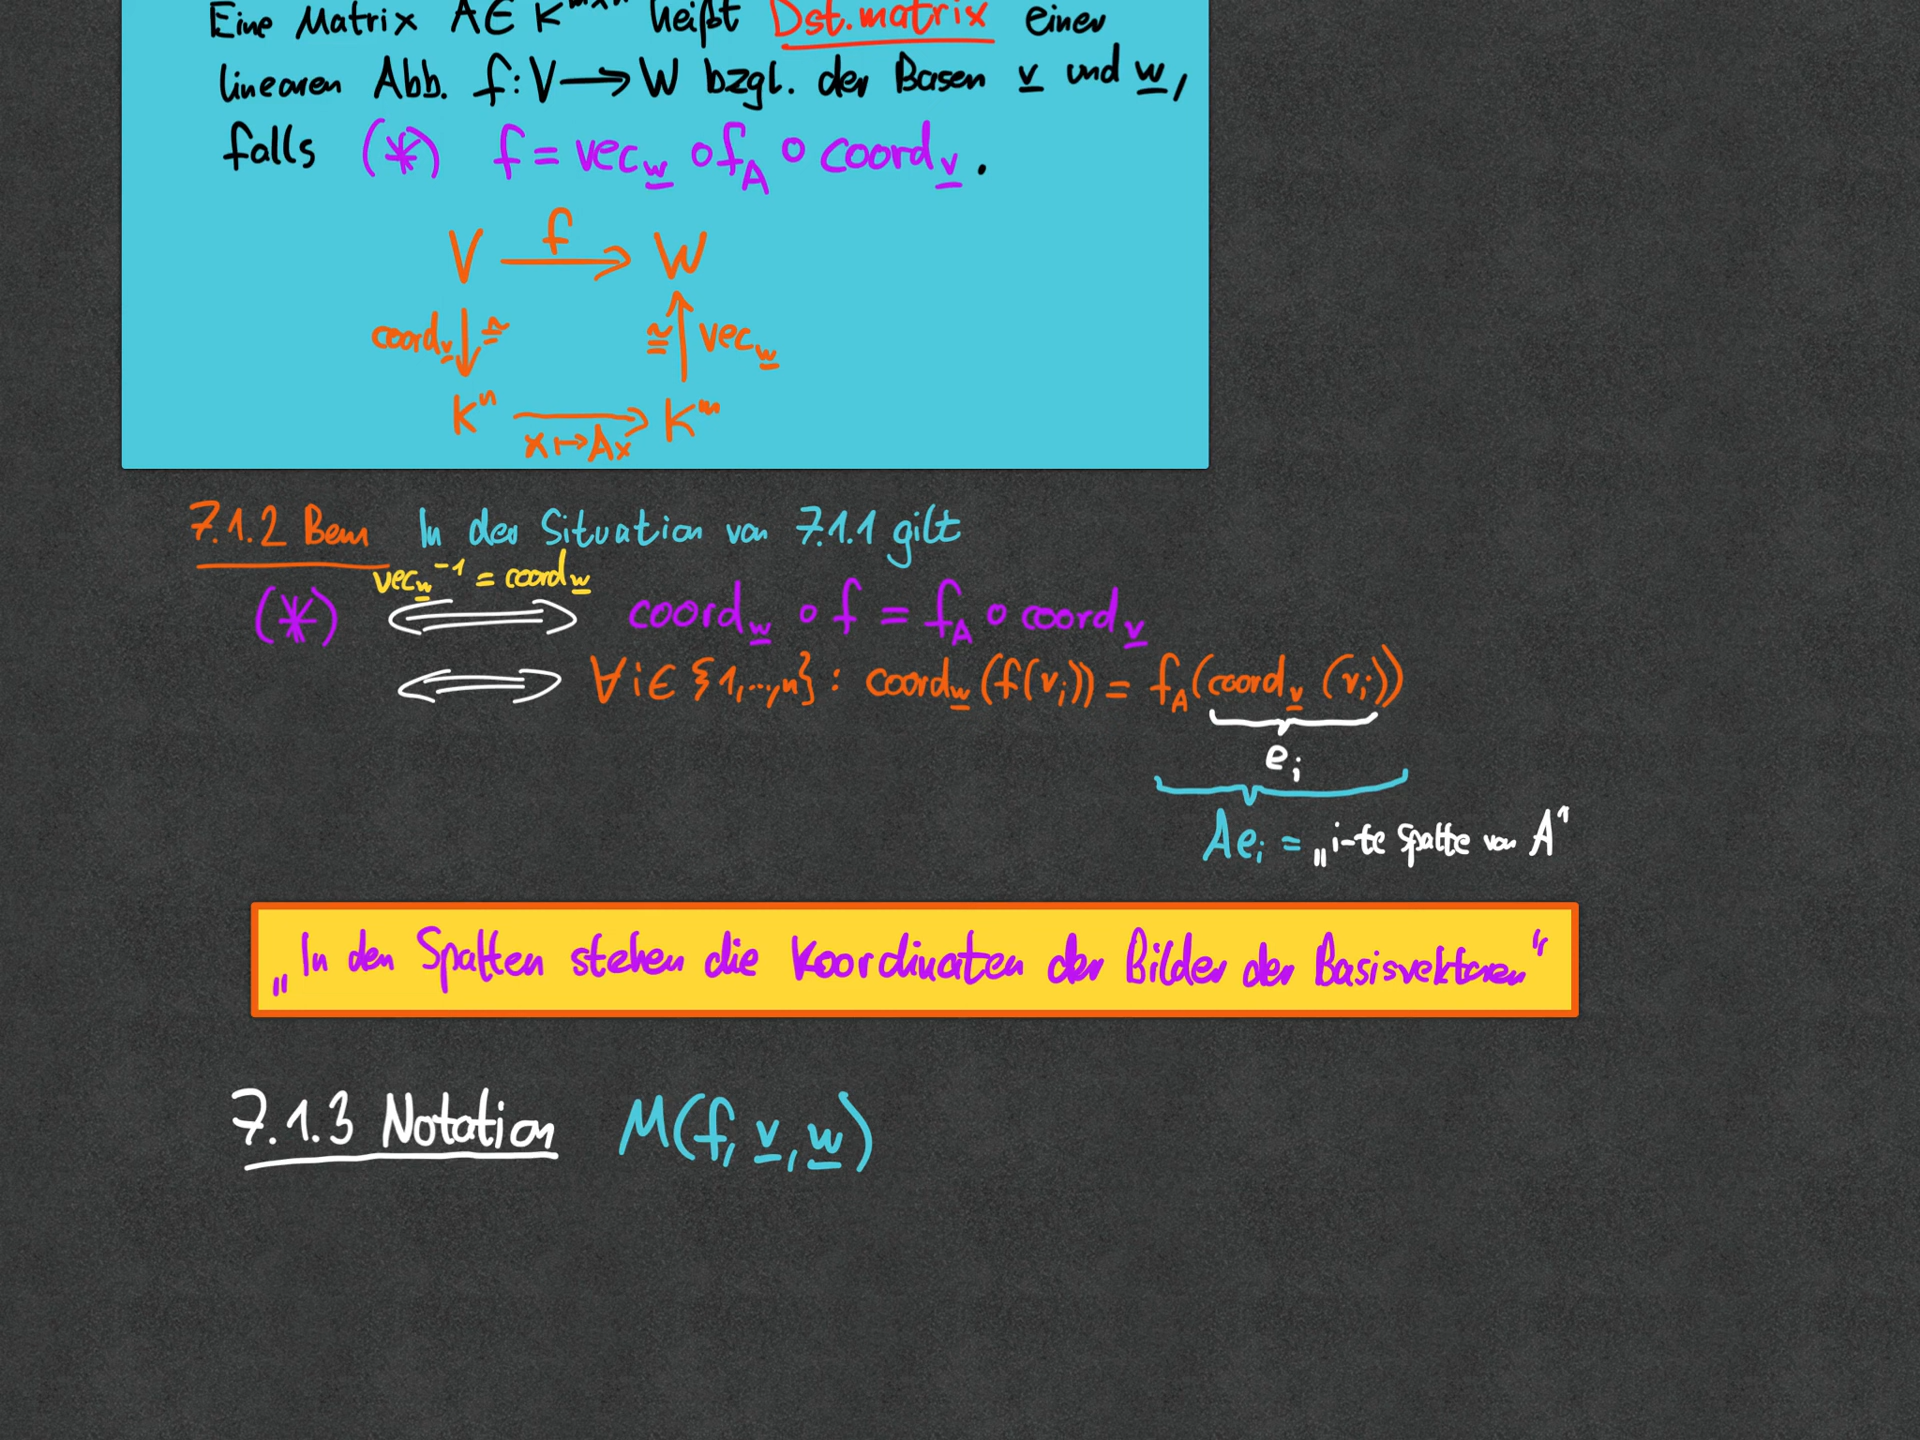 Eine Matrix A ∈ K^{m×n} heißt Dst.matrix einer
linearen Abb. f: V ⟶ W bzgl. der Basen v und w,
falls (*) f = vec_w ∘ f_A ∘ coord_v.
V f W
coord_v ≅ ≅ vec_w
K^n x ↦ Ax K^m
7.1.2 Bem In der Situation von 7.1.1 gilt
vec_w^{-1} = coord_w
(*) ⟺ coord_w ∘ f = f_A ∘ coord_v
⟺ ∀ i ∈ {1,...,n} : coord_w(f(v_i)) = f_A(coord_v(v_i))
e_i
Ae_i = „i-te Spalte von A"
„In den Spalten stehen die Koordinaten der Bilder der Basisvektoren"
7.1.3 Notation M(f, v, w)